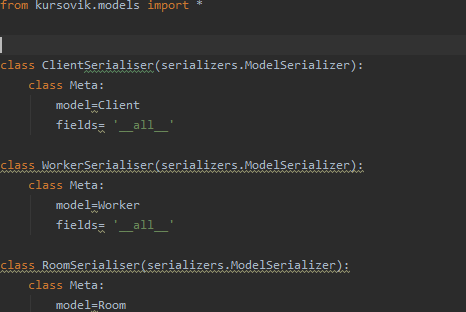 from kursovik.models import *
class ClientSerialiser(serializers.ModelSerializer):
    class Meta:
        model=Client
        fields= '__all__'
class WorkerSerialiser(serializers.ModelSerializer):
    class Meta:
        model=Worker
        fields= '__all__'
class RoomSerialiser(serializers.ModelSerializer):
    class Meta:
        model=Room